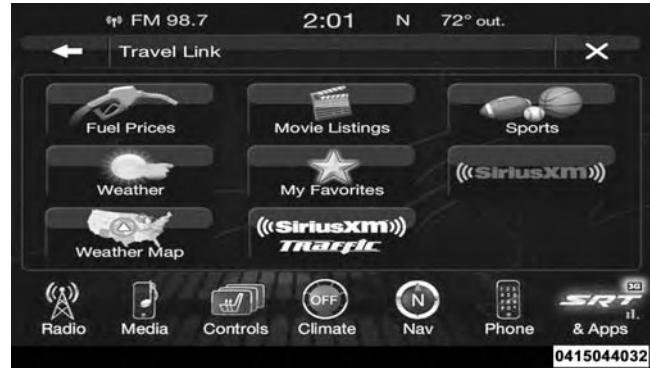 FM 98.7 2:01 N 72° out.
Travel Link
Fuel Prices Movie Listings Sports
Weather My Favorites ((SiriusXM))
Weather Map ((SiriusXM))
Traffic
OFF N 3G
SRT
Radio Media Controls Climate Nav Phone & Apps
0415044032